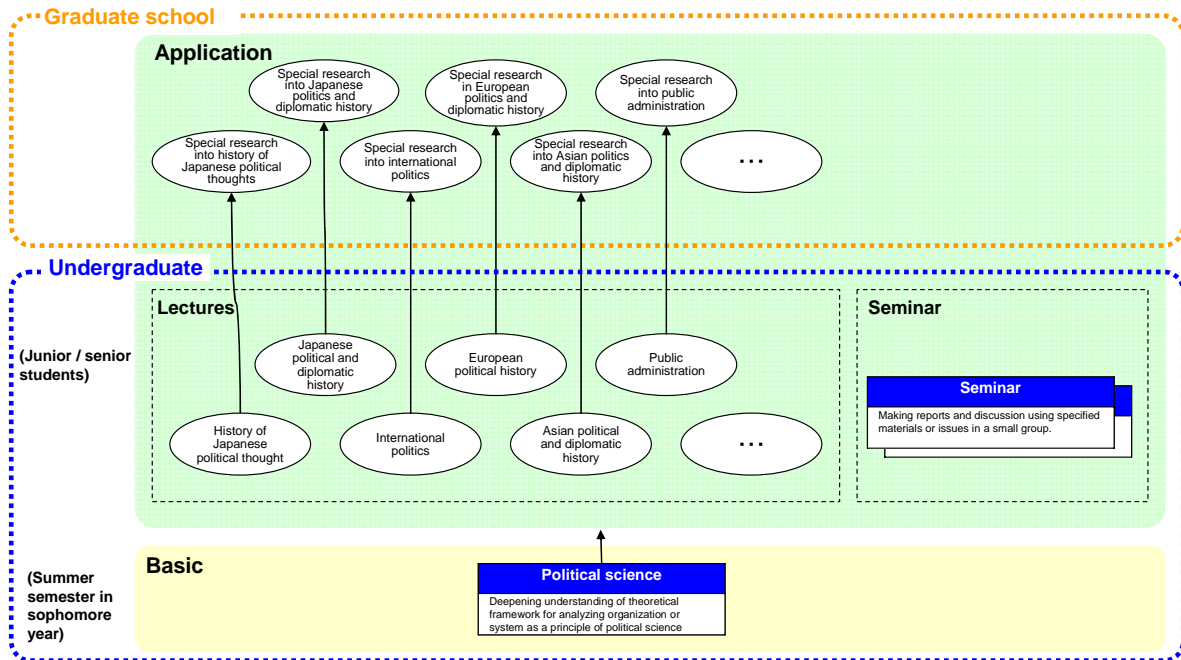 Graduate school
Application
Special research
into Japanese
politics and
diplomatic history
Special research
in European
politics and
diplomatic history
Special research
into public
administration
Special research
into history of
Japanese political
thoughts
Special research
into international
politics
Special research
into Asian politics
and diplomatic
history
...
Undergraduate
Lectures
Seminar
(Junior / senior
students)
Japanese
political and
diplomatic
history
European
political history
Public
administration
Seminar
Making reports and discussion using specified
materials or issues in a small group.
History of
Japanese
political thought
International
politics
Asian political
and diplomatic
history
...
Basic
(Summer
semester in
sophomore
year)
Political science
Deepening understanding of theoretical
framework for analyzing organization or
system as a principle of political science